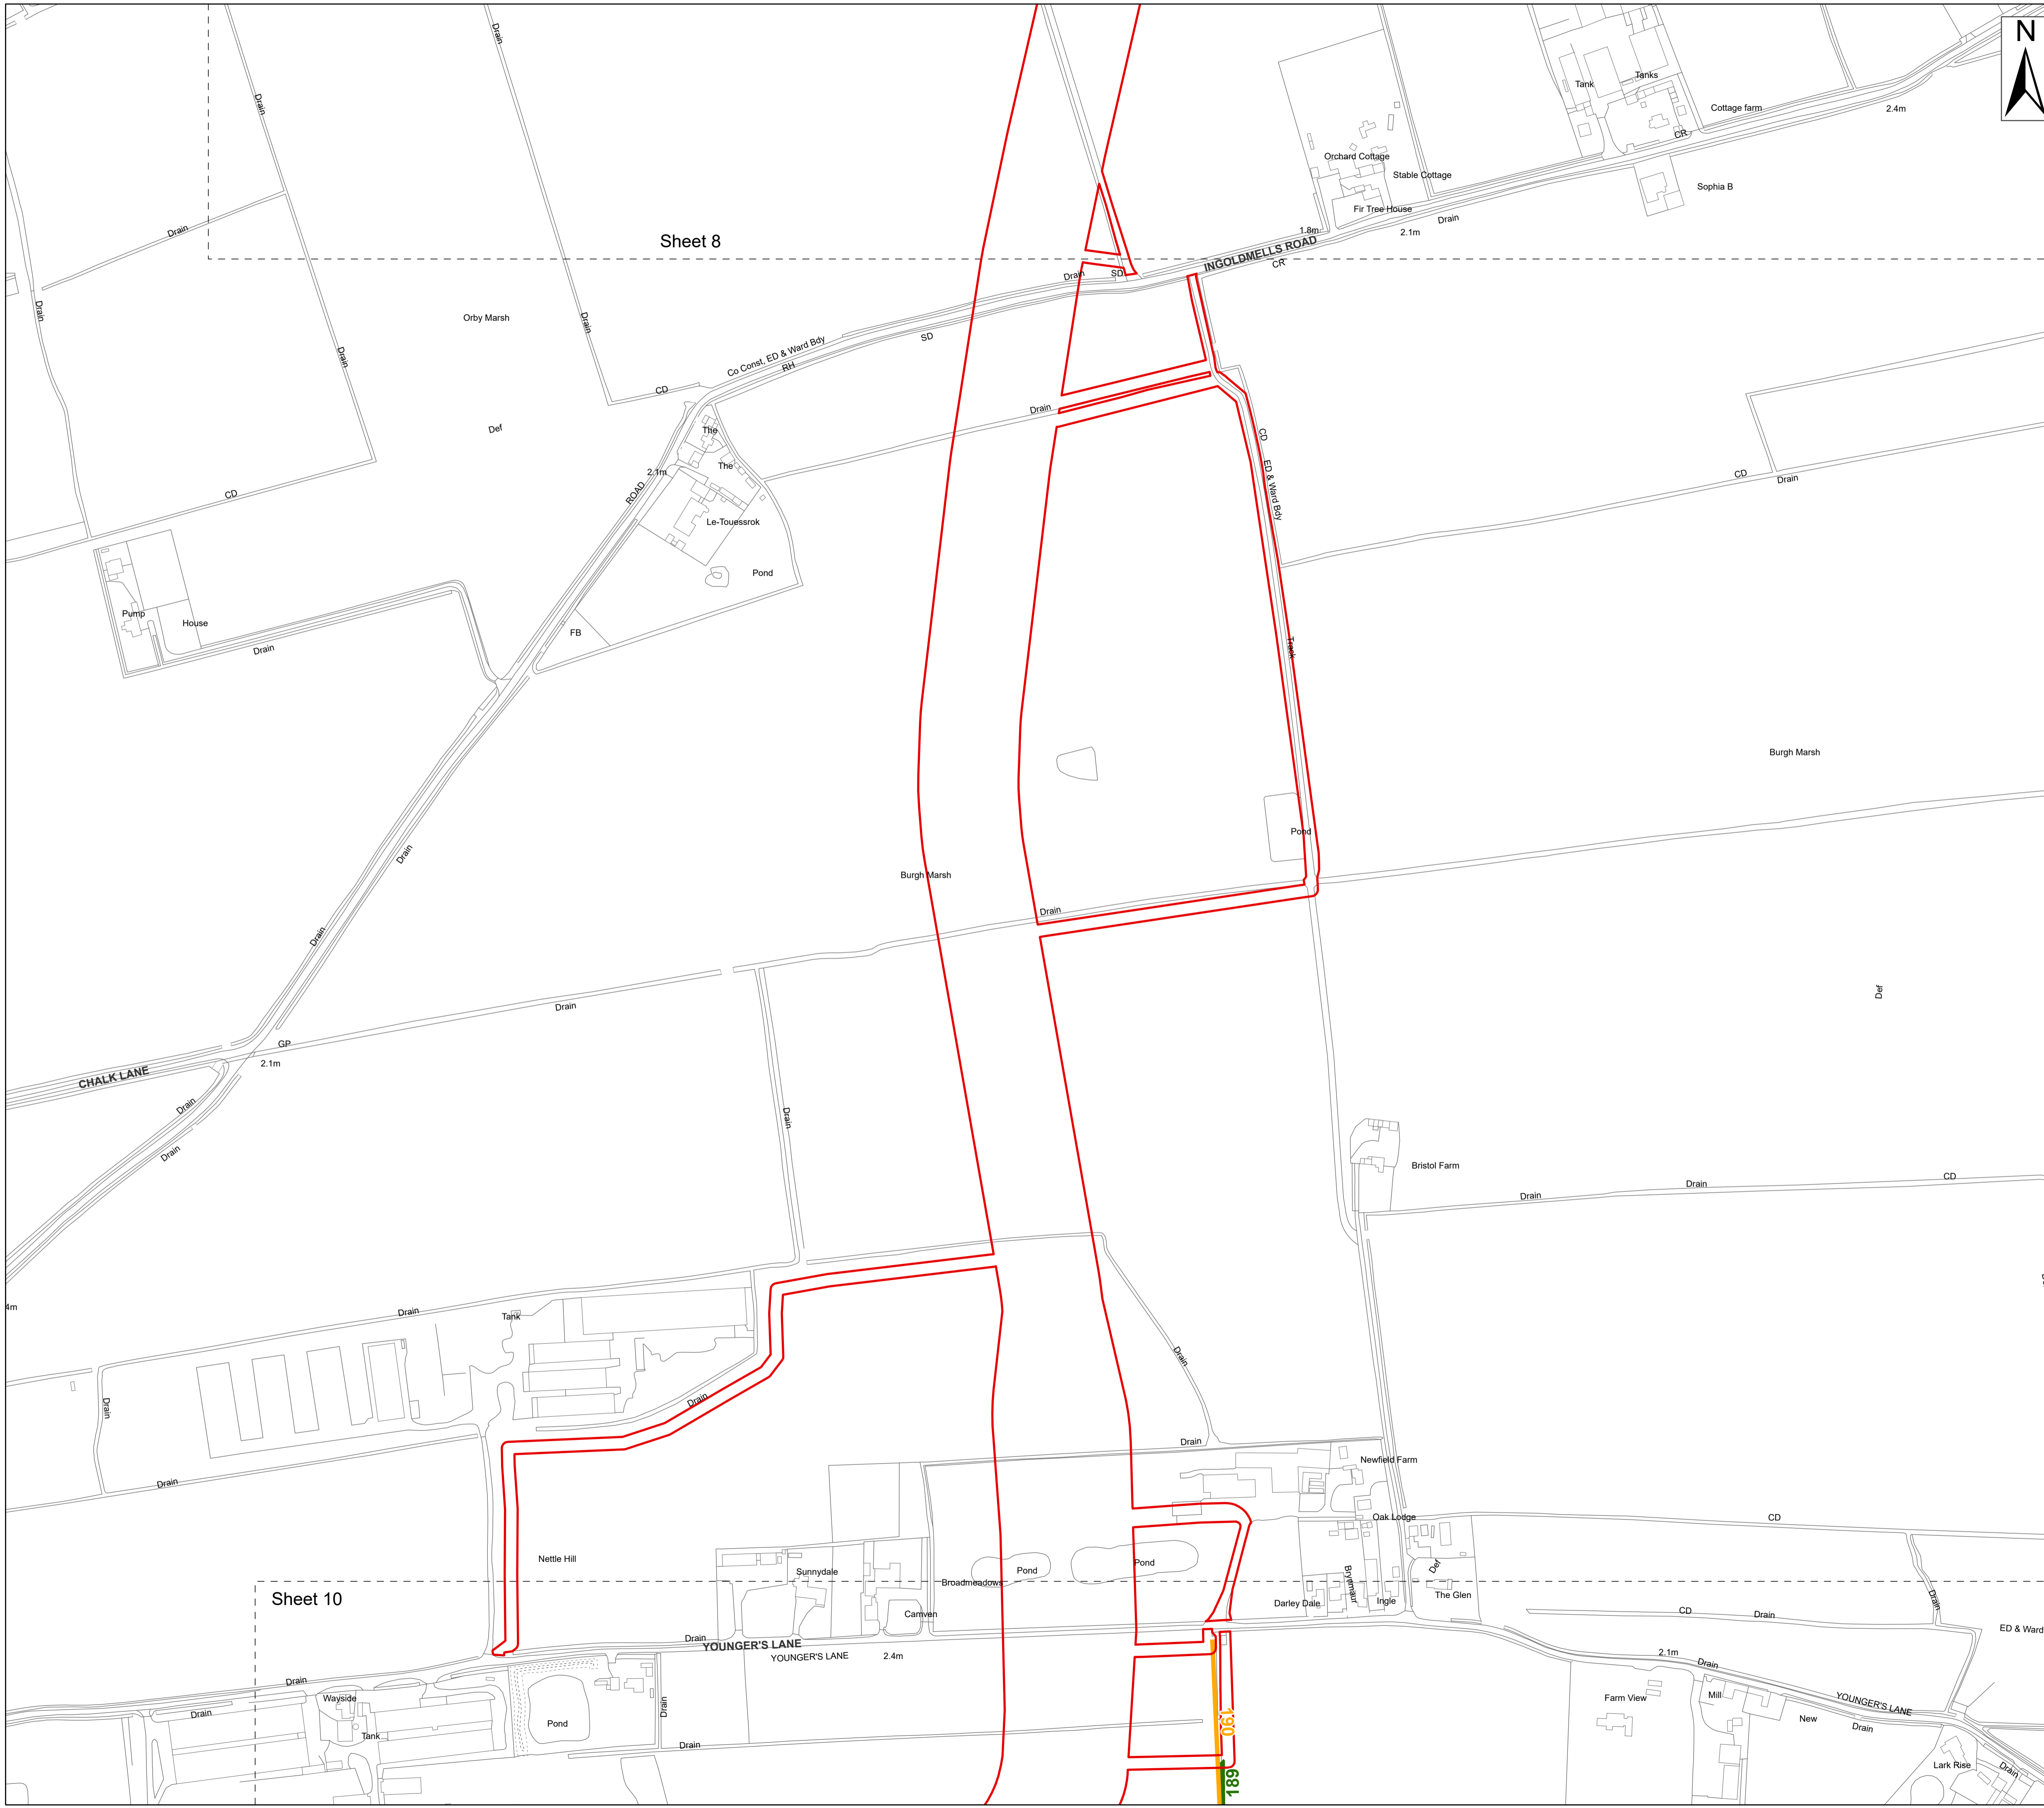 N
Drain
Drain
Drain
Tank
Tanks
Cottage farm
2.4m
CR
Orchard Cottage
Stable Cottage
Sophia B
Fir Tree House
Drain
Drain
1.8m
2.1m
Sheet 8
INGOLDMELLS ROAD
CR
Drain
SD
Drain
Orby Marsh
Drain
Drain
SD
Co Const, ED & Ward Bdy
RH
CD
Drain
Def
The
CD
The
2.1m
ED & Ward Bdy
CD
Drain
CD
ROAD
Le-Touessrok
Pond
Pump
House
FB
Drain
Track
Burgh Marsh
Pond
Drain
Burgh Marsh
Drain
Drain
Def
Drain
GP
2.1m
CHALK LANE
Drain
Drain
Drain
Bristol Farm
CD
Drain
Drain
4m
Drain
Tank
Drain
Drain
Drain
Drain
Newfield Farm
Drain
Oak Lodge
CD
Nettle Hill
Pond
Pond
Sunnydale
Def
Broadmeadows
Brynmaur
The Glen
Sheet 10
Darley Dale
Ingle
Drain
Camven
CD
Drain
ED & Ward
Drain
YOUNGER'S LANE
YOUNGER'S LANE
2.4m
2.1m
Drain
Drain
Wayside
Farm View
Mill
YOUNGER'S LANE
Drain
Drain
Pond
190
New
Drain
Tank
Drain
Lark Rise
Drain
189